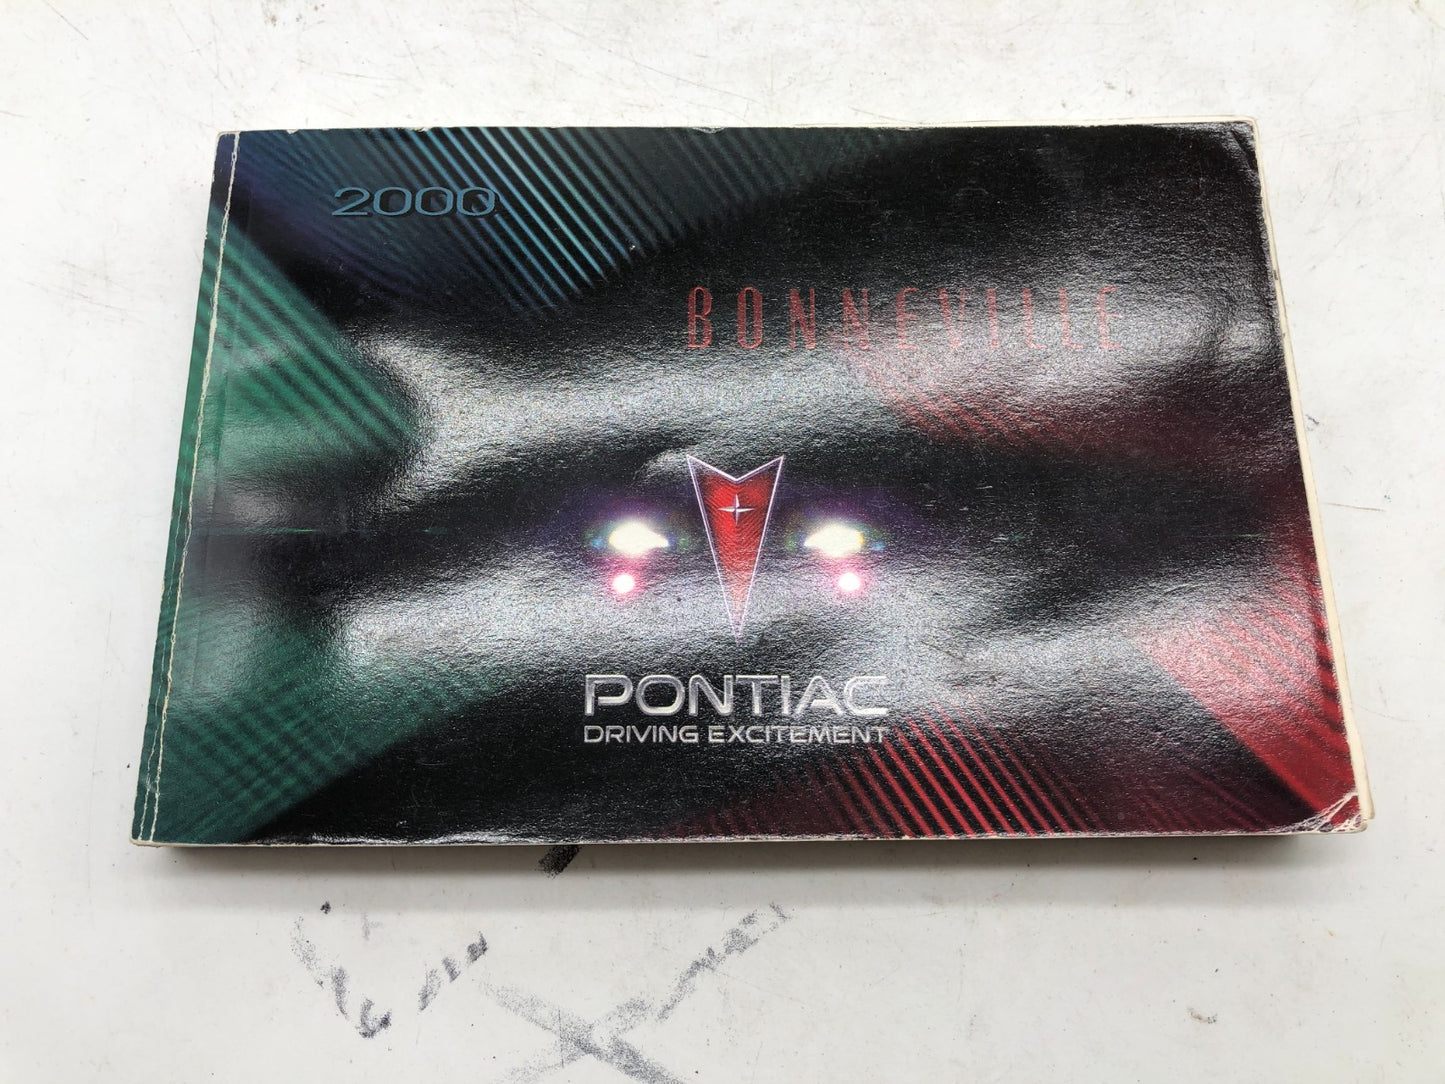 2000
BONNEVILLE
PONTIAC
DRIVING EXCITEMENT